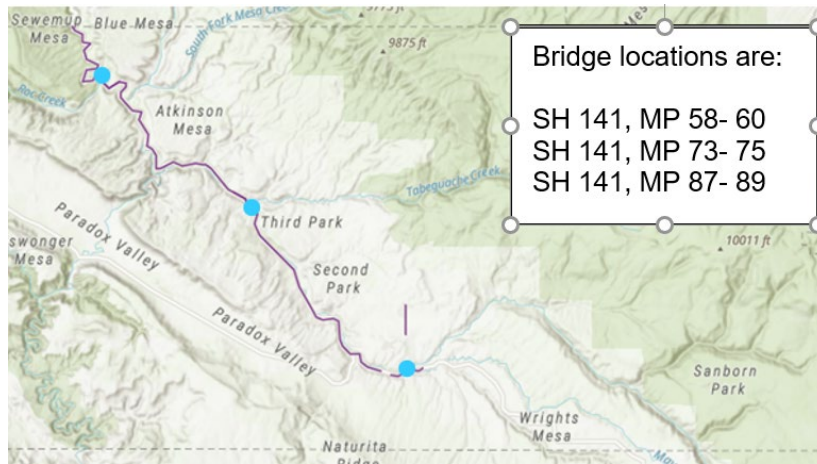 Sewemup
Mesa
Blue Mesa
South Fork Mesa Creek
9875 ft
Bridge locations are:
SH 141, MP 58- 60
SH 141, MP 73- 75
SH 141, MP 87- 89
Roc Creek
Atkinson
Mesa
Tabeguache Creek
Paradox Valley
Third Park
10011 ft
swonger
Mesa
Second
Park
Paradox Valley
Sanborn
Park
Wrights
Mesa
Naturita